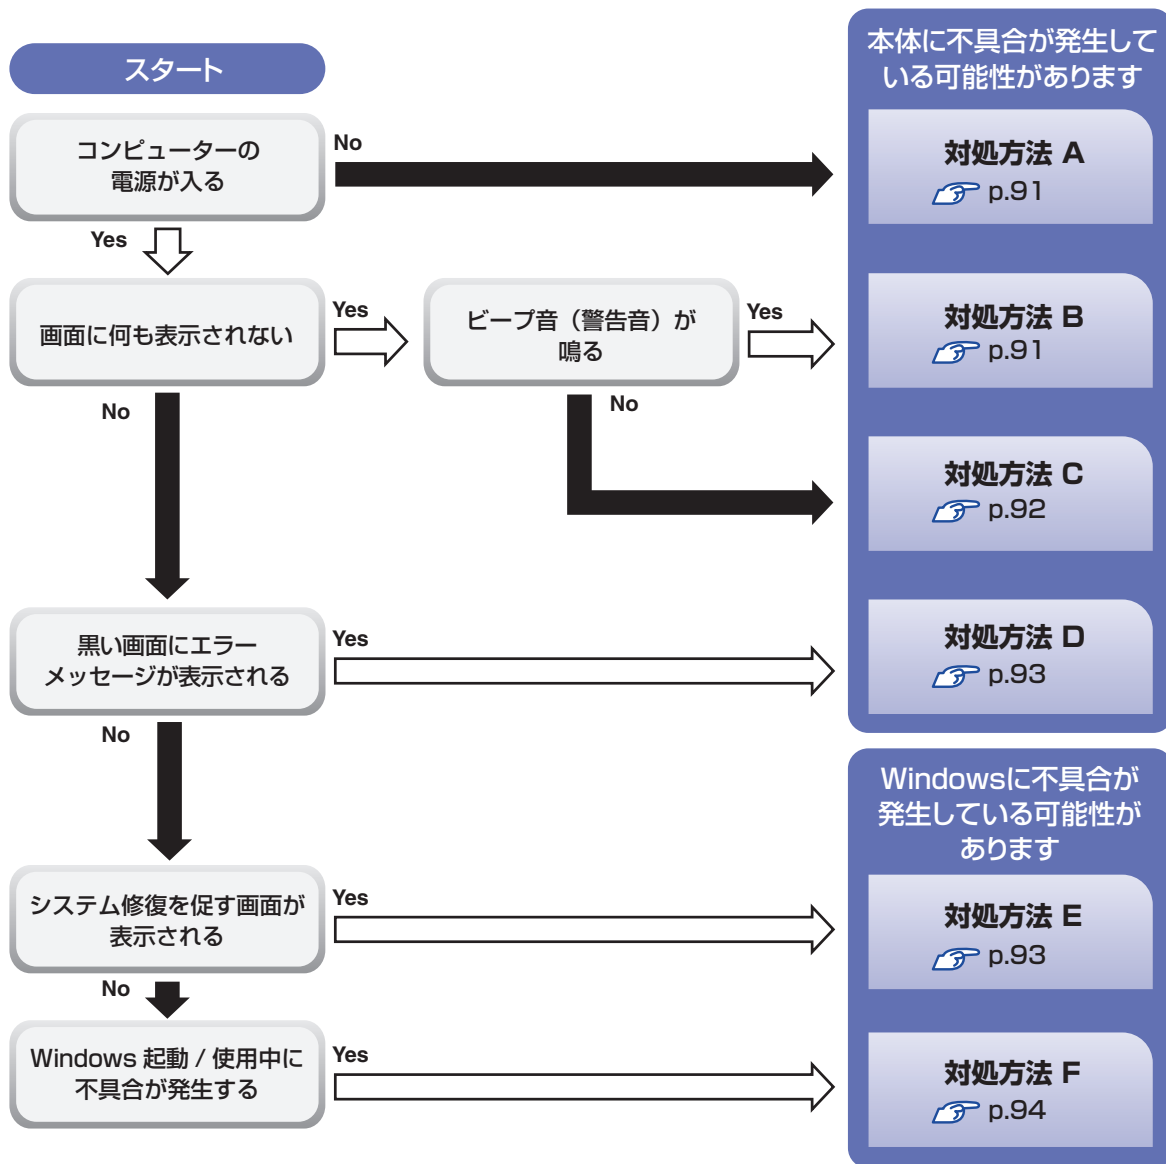 スタート
コンピューターの
電源が入る
No
Yes
画面に何も表示されない
Yes
ビープ音（警告音）が
鳴る
Yes
No
No
黒い画面にエラー
メッセージが表示される
Yes
No
システム修復を促す画面が
表示される
Yes
No
Windows 起動 / 使用中に
不具合が発生する
Yes
本体に不具合が発生して
いる可能性があります
対処方法 A
p.91
対処方法 B
p.91
対処方法 C
p.92
対処方法 D
p.93
Windowsに不具合が
発生している可能性が
あります
対処方法 E
p.93
対処方法 F
p.94